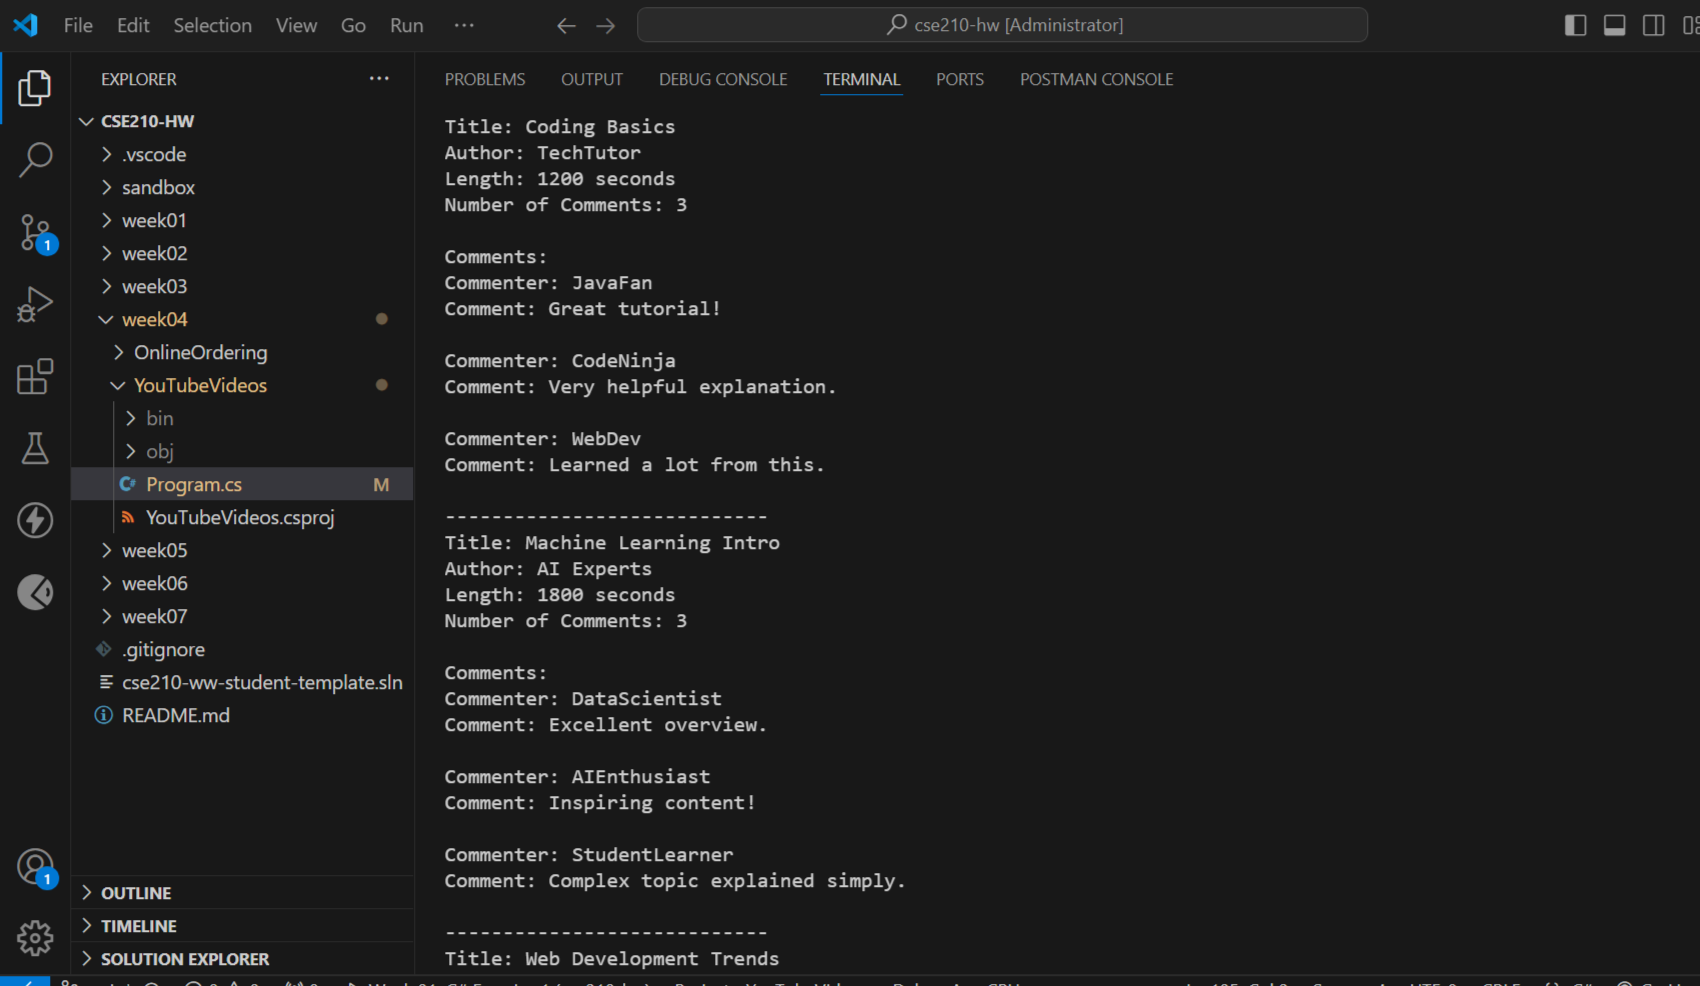 File Edit Selection View Go Run ···
cse210-hw [Administrator]
EXPLORER ···
CSE210-HW
.vscode
sandbox
week01
1
week02
week03
week04
OnlineOrdering
YouTubeVideos
bin
obj
Program.cs M
YouTubeVideos.csproj
week05
week06
week07
.gitignore
cse210-ww-student-template.sln
README.md
1
OUTLINE
TIMELINE
SOLUTION EXPLORER
PROBLEMS OUTPUT DEBUG CONSOLE TERMINAL PORTS POSTMAN CONSOLE
Title: Coding Basics
Author: TechTutor
Length: 1200 seconds
Number of Comments: 3
Comments:
Commenter: JavaFan
Comment: Great tutorial!
Commenter: CodeNinja
Comment: Very helpful explanation.
Commenter: WebDev
Comment: Learned a lot from this.
----------------------------
Title: Machine Learning Intro
Author: AI Experts
Length: 1800 seconds
Number of Comments: 3
Comments:
Commenter: DataScientist
Comment: Excellent overview.
Commenter: AIEnthusiast
Comment: Inspiring content!
Commenter: StudentLearner
Comment: Complex topic explained simply.
----------------------------
Title: Web Development Trends